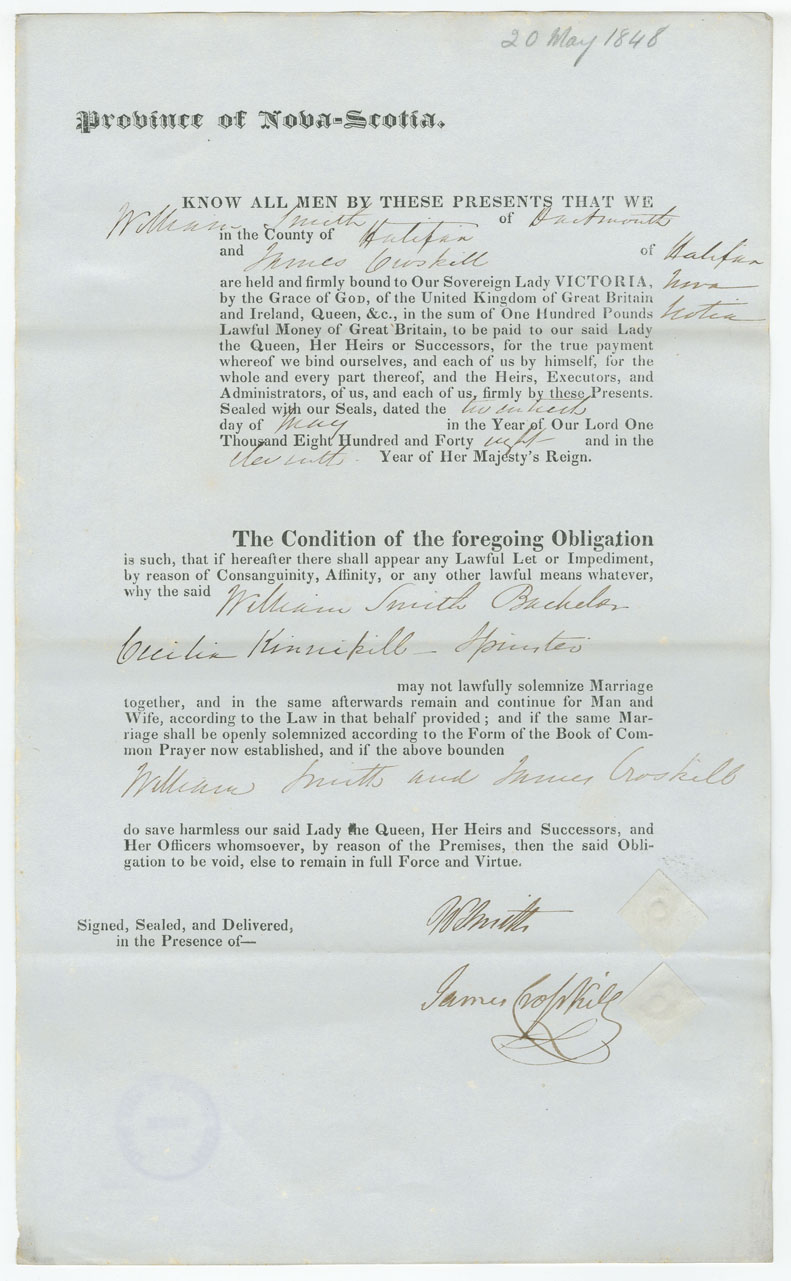 20 May 1848
Province of Nova-Scotia.
KNOW ALL MEN BY THESE PRESENTS THAT WE
William Smith of Dartmouth
in the County of Halifax
and James Croskill of Halifax
are held and firmly bound to Our Sovereign Lady VICTORIA, Nova
by the Grace of GOD, of the United Kingdom of Great Britain
and Ireland, Queen, &c., in the sum of One Hundred Pounds Scotia
Lawful Money of Great Britain, to be paid to our said Lady
the Queen, Her Heirs or Successors, for the true payment
whereof we bind ourselves, and each of us by himself, for the
whole and every part thereof, and the Heirs, Executors, and
Administrators, of us, and each of us, firmly by these Presents.
Sealed with our Seals, dated the twentieth
day of May in the Year of Our Lord One
Thousand Eight Hundred and Forty eight and in the
eleventh Year of Her Majesty's Reign.
The Condition of the foregoing Obligation
is such, that if hereafter there shall appear any Lawful Let or Impediment,
by reason of Consanguinity, Affinity, or any other lawful means whatever,
why the said William Smith Bachelor
Cecilia Kinnikill - Spinster
may not lawfully solemnize Marriage
together, and in the same afterwards remain and continue for Man and
Wife, according to the Law in that behalf provided; and if the same Mar-
riage shall be openly solemnized according to the Form of the Book of Com-
mon Prayer now established, and if the above bounden
William Smith and James Croskill
do save harmless our said Lady the Queen, Her Heirs and Successors, and
Her Officers whomsoever, by reason of the Premises, then the said Obli-
gation to be void, else to remain in full Force and Virtue.
Signed, Sealed, and Delivered, W Smith
in the Presence of—
James Crosskill